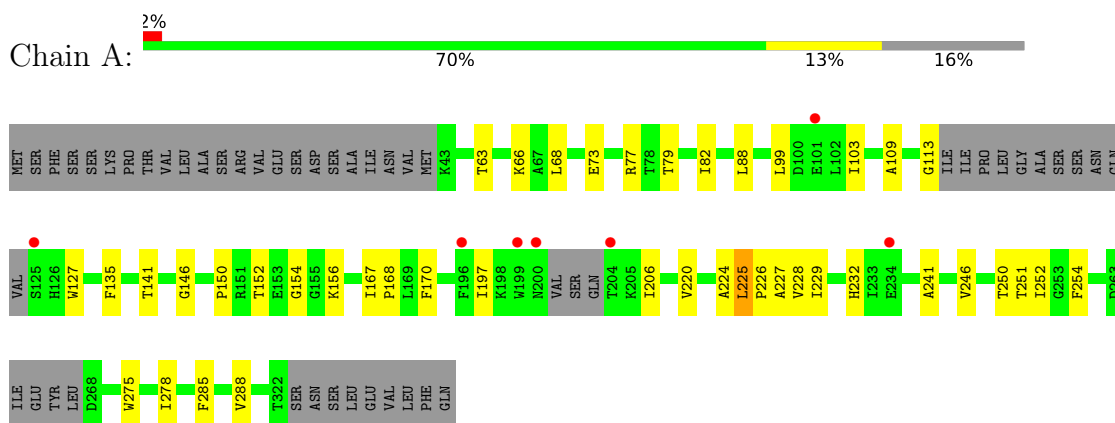 2%
Chain A:
70% 13% 16%
MET SER PHE SER SER LYS PRO THR VAL LEU ALA SER ARG VAL GLU SER ASP SER ALA ILE ASN VAL MET K43 T63 K66 A67 L68 E73 R77 T78 T79 I82 L88 L99 D100 E101 L102 I103 A109 G113 ILE ILE PRO LEU GLY ALA SER SER ASN GLN
VAL S125 H126 W127 F135 T141 G146 P150 R151 T152 E153 G154 G155 K156 I167 P168 L169 F170 F196 I197 K198 W199 N200 VAL SER GLN T204 K205 I206 V220 A224 L225 P226 A227 V228 I229 H232 I233 E234 A241 V246 T250 T251 I252 G253 F254
ILE GLU TYR LEU D268 W275 I278 F285 V288 T322 SER ASN SER LEU GLU VAL LEU PHE GLN